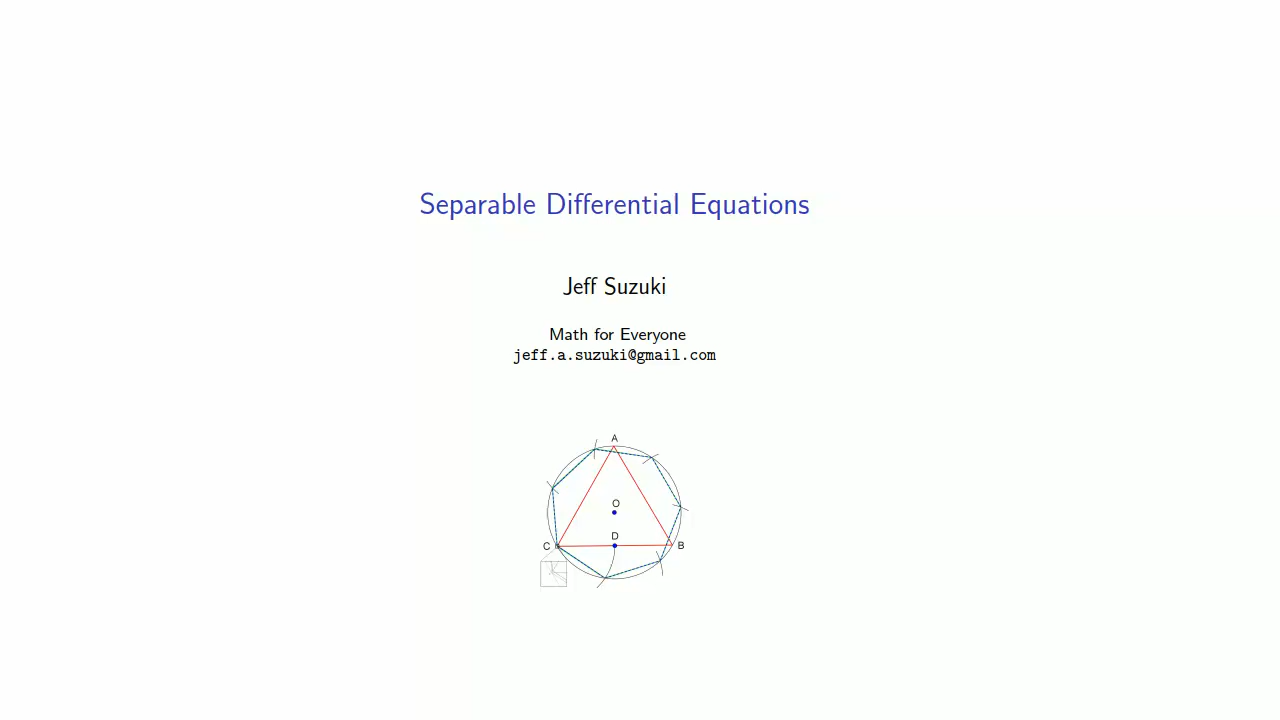 Separable Differential Equations
Jeff Suzuki
Math for Everyone
jeff.a.suzuki@gmail.com
A
O
D
C
B